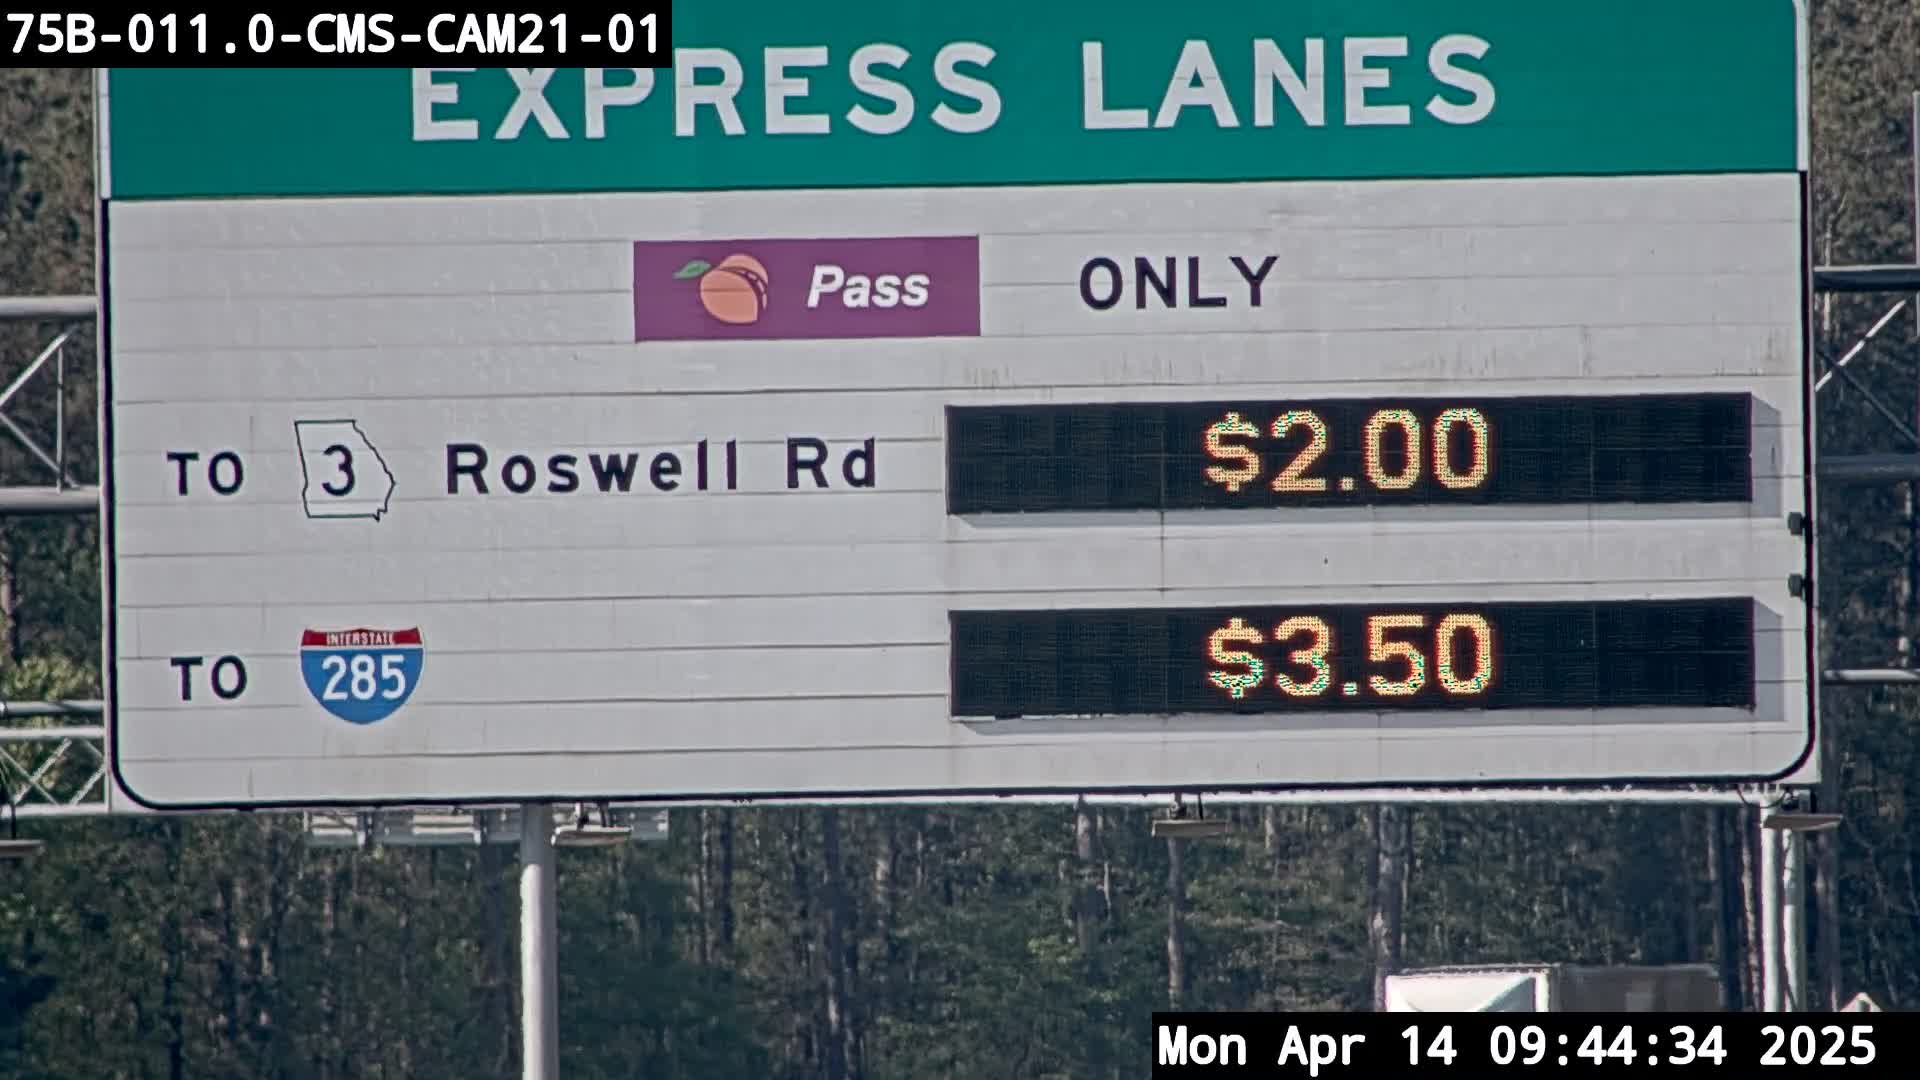 75B-011.0-CMS-CAM21-01
EXPRESS LANES
Pass ONLY
TO 3 Roswell Rd $2.00
INTERSTATE
TO 285 $3.50
Mon Apr 14 09:44:34 2025